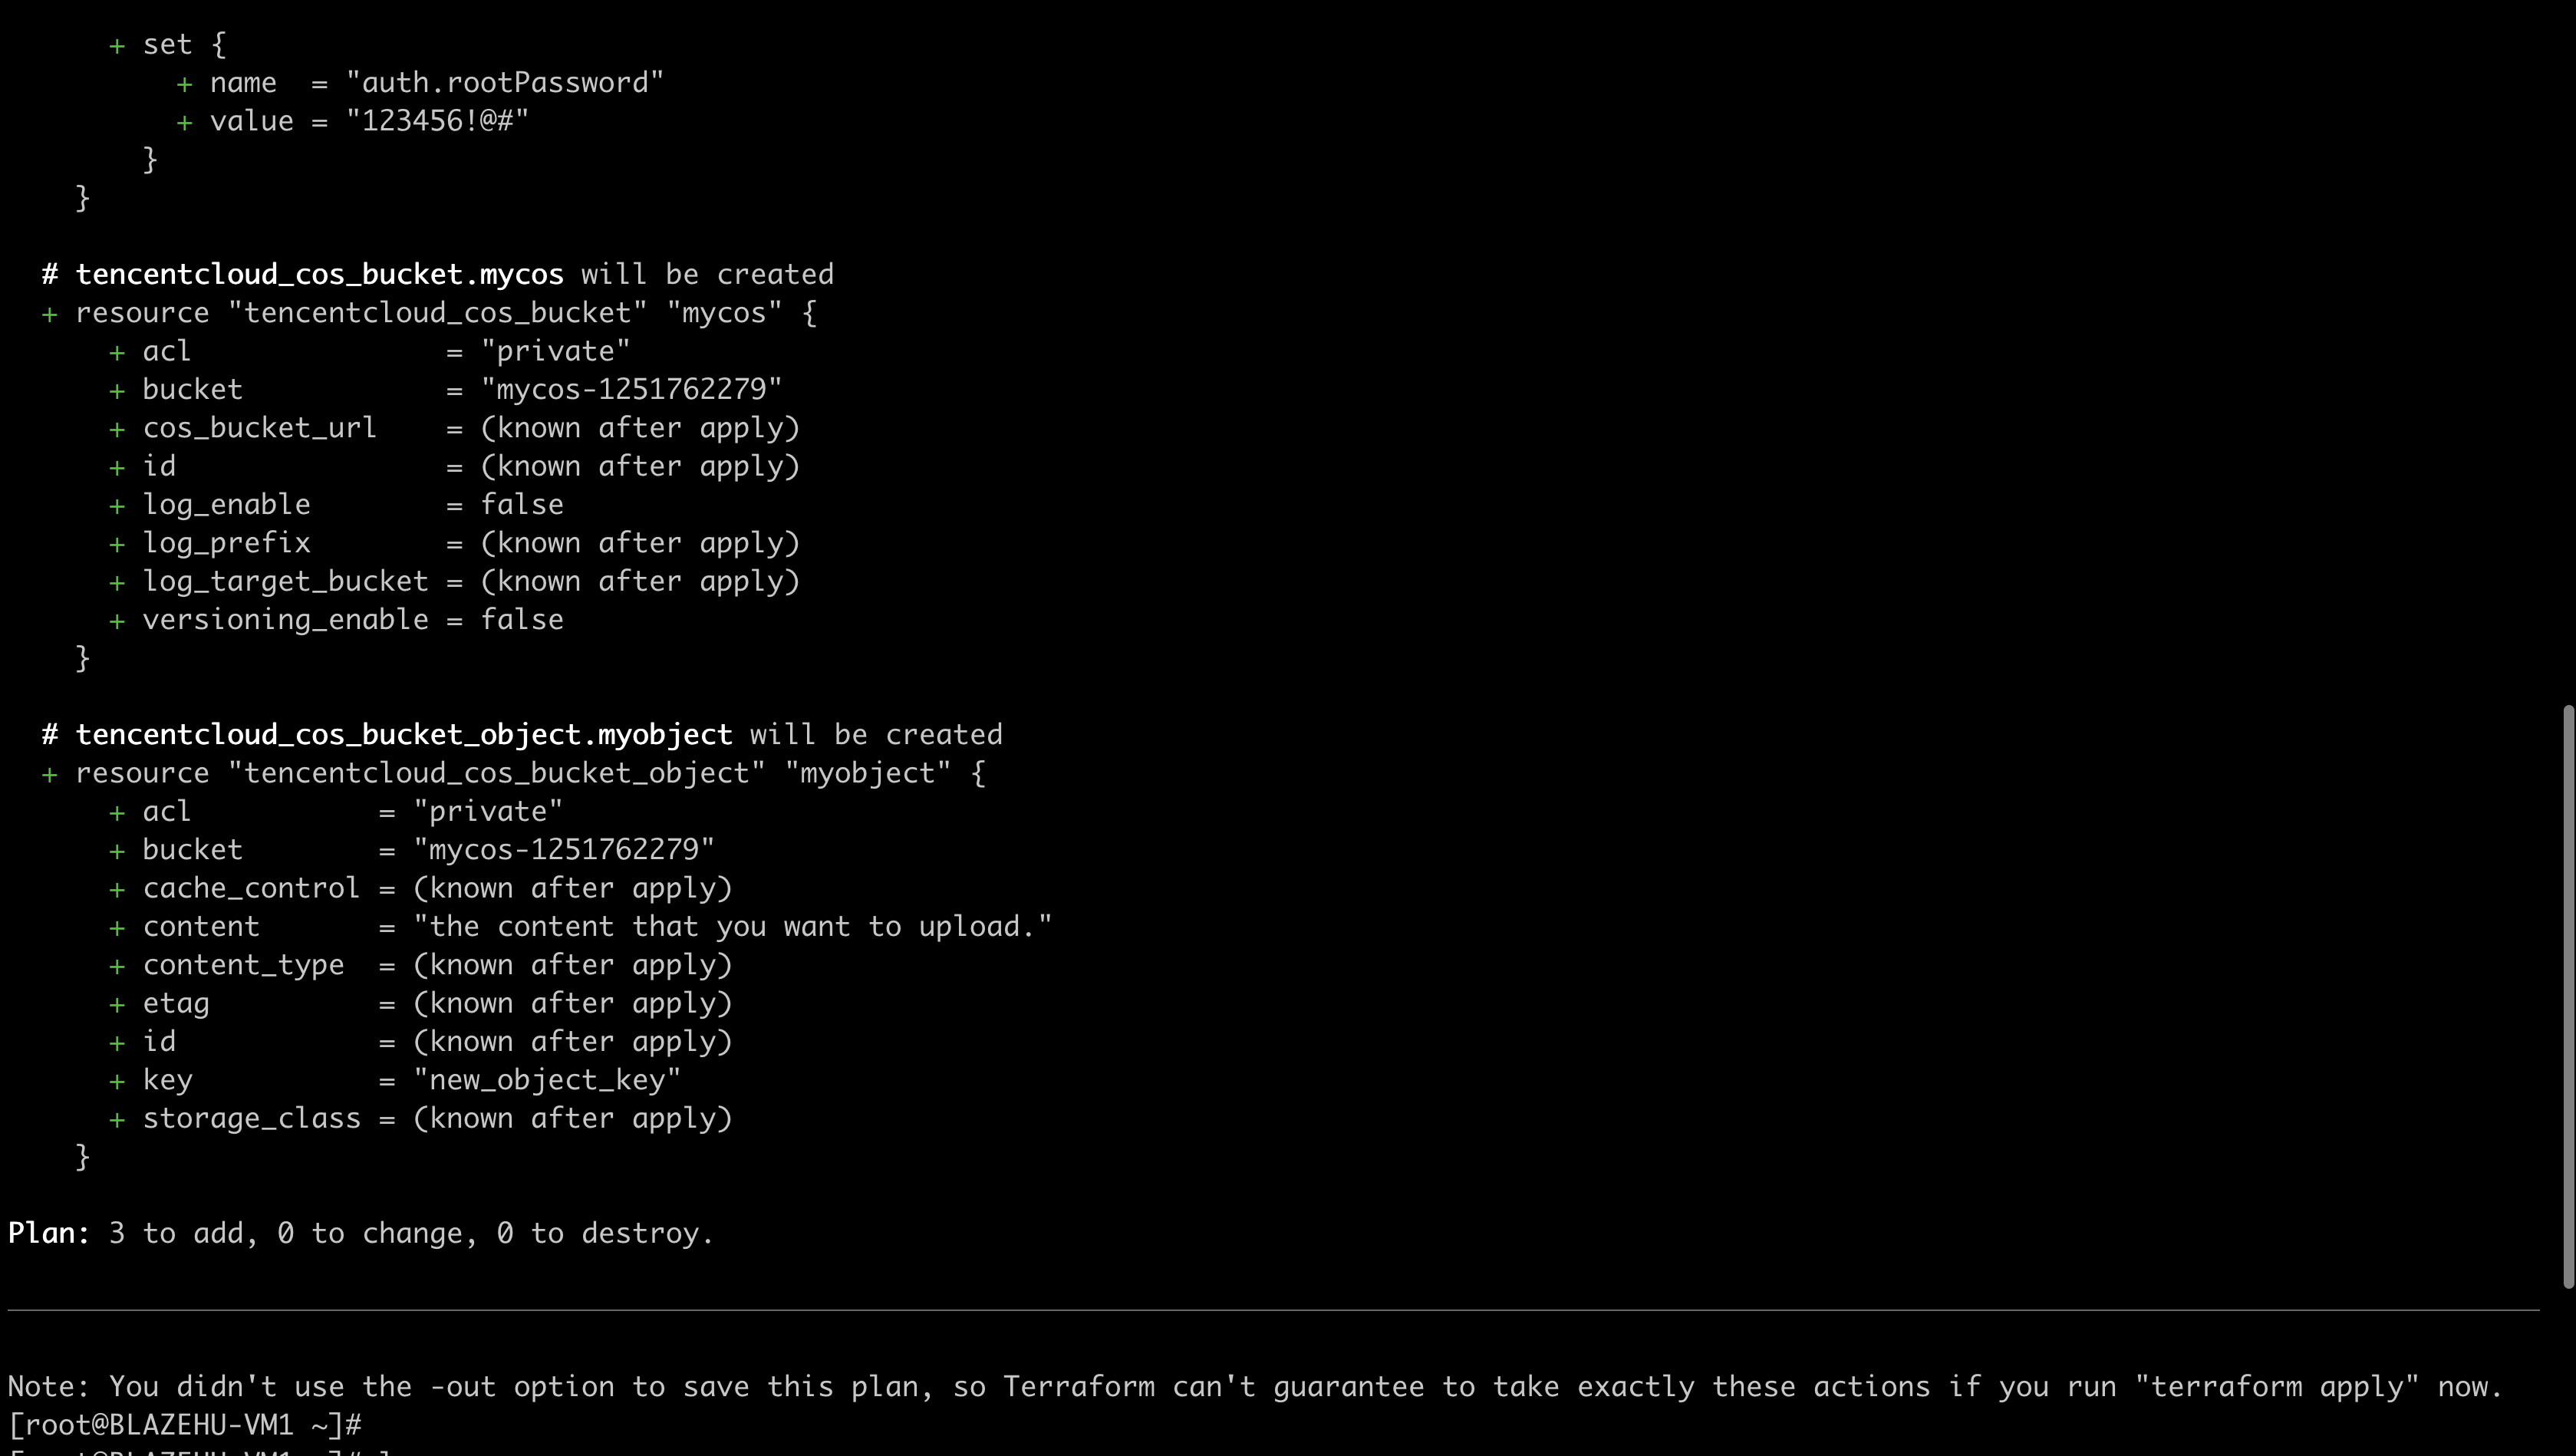 + set {
          + name  = "auth.rootPassword"
          + value = "123456!@#"
        }
    }

  # tencentcloud_cos_bucket.mycos will be created
  + resource "tencentcloud_cos_bucket" "mycos" {
      + acl               = "private"
      + bucket            = "mycos-1251762279"
      + cos_bucket_url    = (known after apply)
      + id                = (known after apply)
      + log_enable        = false
      + log_prefix        = (known after apply)
      + log_target_bucket = (known after apply)
      + versioning_enable = false
    }

  # tencentcloud_cos_bucket_object.myobject will be created
  + resource "tencentcloud_cos_bucket_object" "myobject" {
      + acl           = "private"
      + bucket        = "mycos-1251762279"
      + cache_control = (known after apply)
      + content       = "the content that you want to upload."
      + content_type  = (known after apply)
      + etag          = (known after apply)
      + id            = (known after apply)
      + key           = "new_object_key"
      + storage_class = (known after apply)
    }

Plan: 3 to add, 0 to change, 0 to destroy.

Note: You didn't use the -out option to save this plan, so Terraform can't guarantee to take exactly these actions if you run "terraform apply" now.
[root@BLAZEHU-VM1 ~]#
[root@BLAZEHU-VM1 ~]#